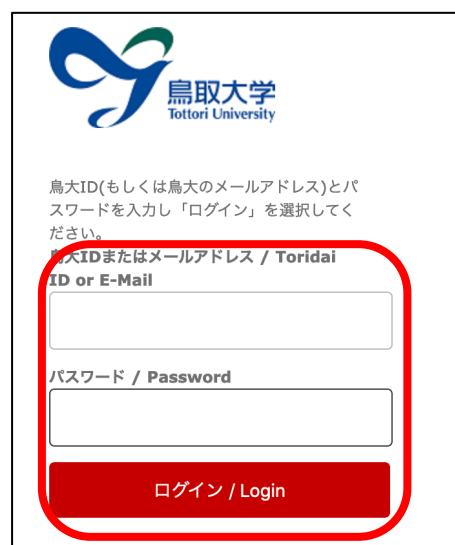 鳥取大学
Tottori University
鳥大ID(もしくは鳥大のメールアドレス)とパ
スワードを入力し「ログイン」を選択してく
ださい。
鳥大IDまたはメールアドレス / Toridai
ID or E-Mail
パスワード / Password
ログイン / Login